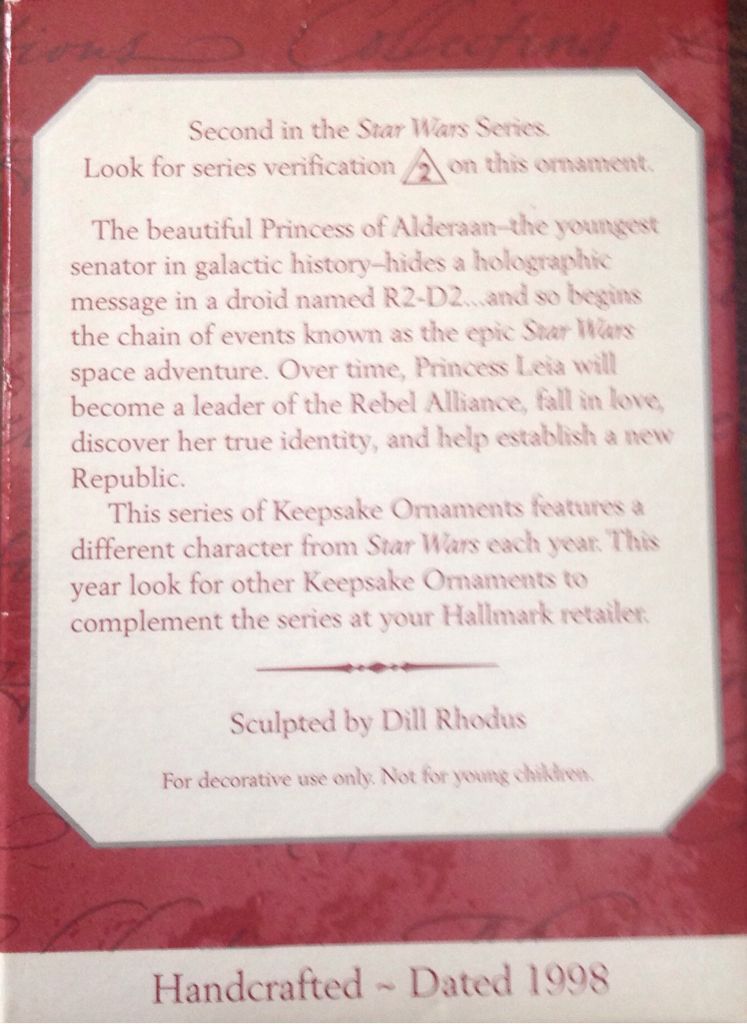 Collecting
Second in the Star Wars Series.
Look for series verification 2 on this ornament.
The beautiful Princess of Alderaan–the youngest
senator in galactic history–hides a holographic
message in a droid named R2-D2...and so begins
the chain of events known as the epic Star Wars
space adventure. Over time, Princess Leia will
become a leader of the Rebel Alliance, fall in love,
discover her true identity, and help establish a new
Republic.
This series of Keepsake Ornaments features a
different character from Star Wars each year. This
year look for other Keepsake Ornaments to
complement the series at your Hallmark retailer.
Sculpted by Dill Rhodus
For decorative use only. Not for young children.
Handcrafted ~ Dated 1998